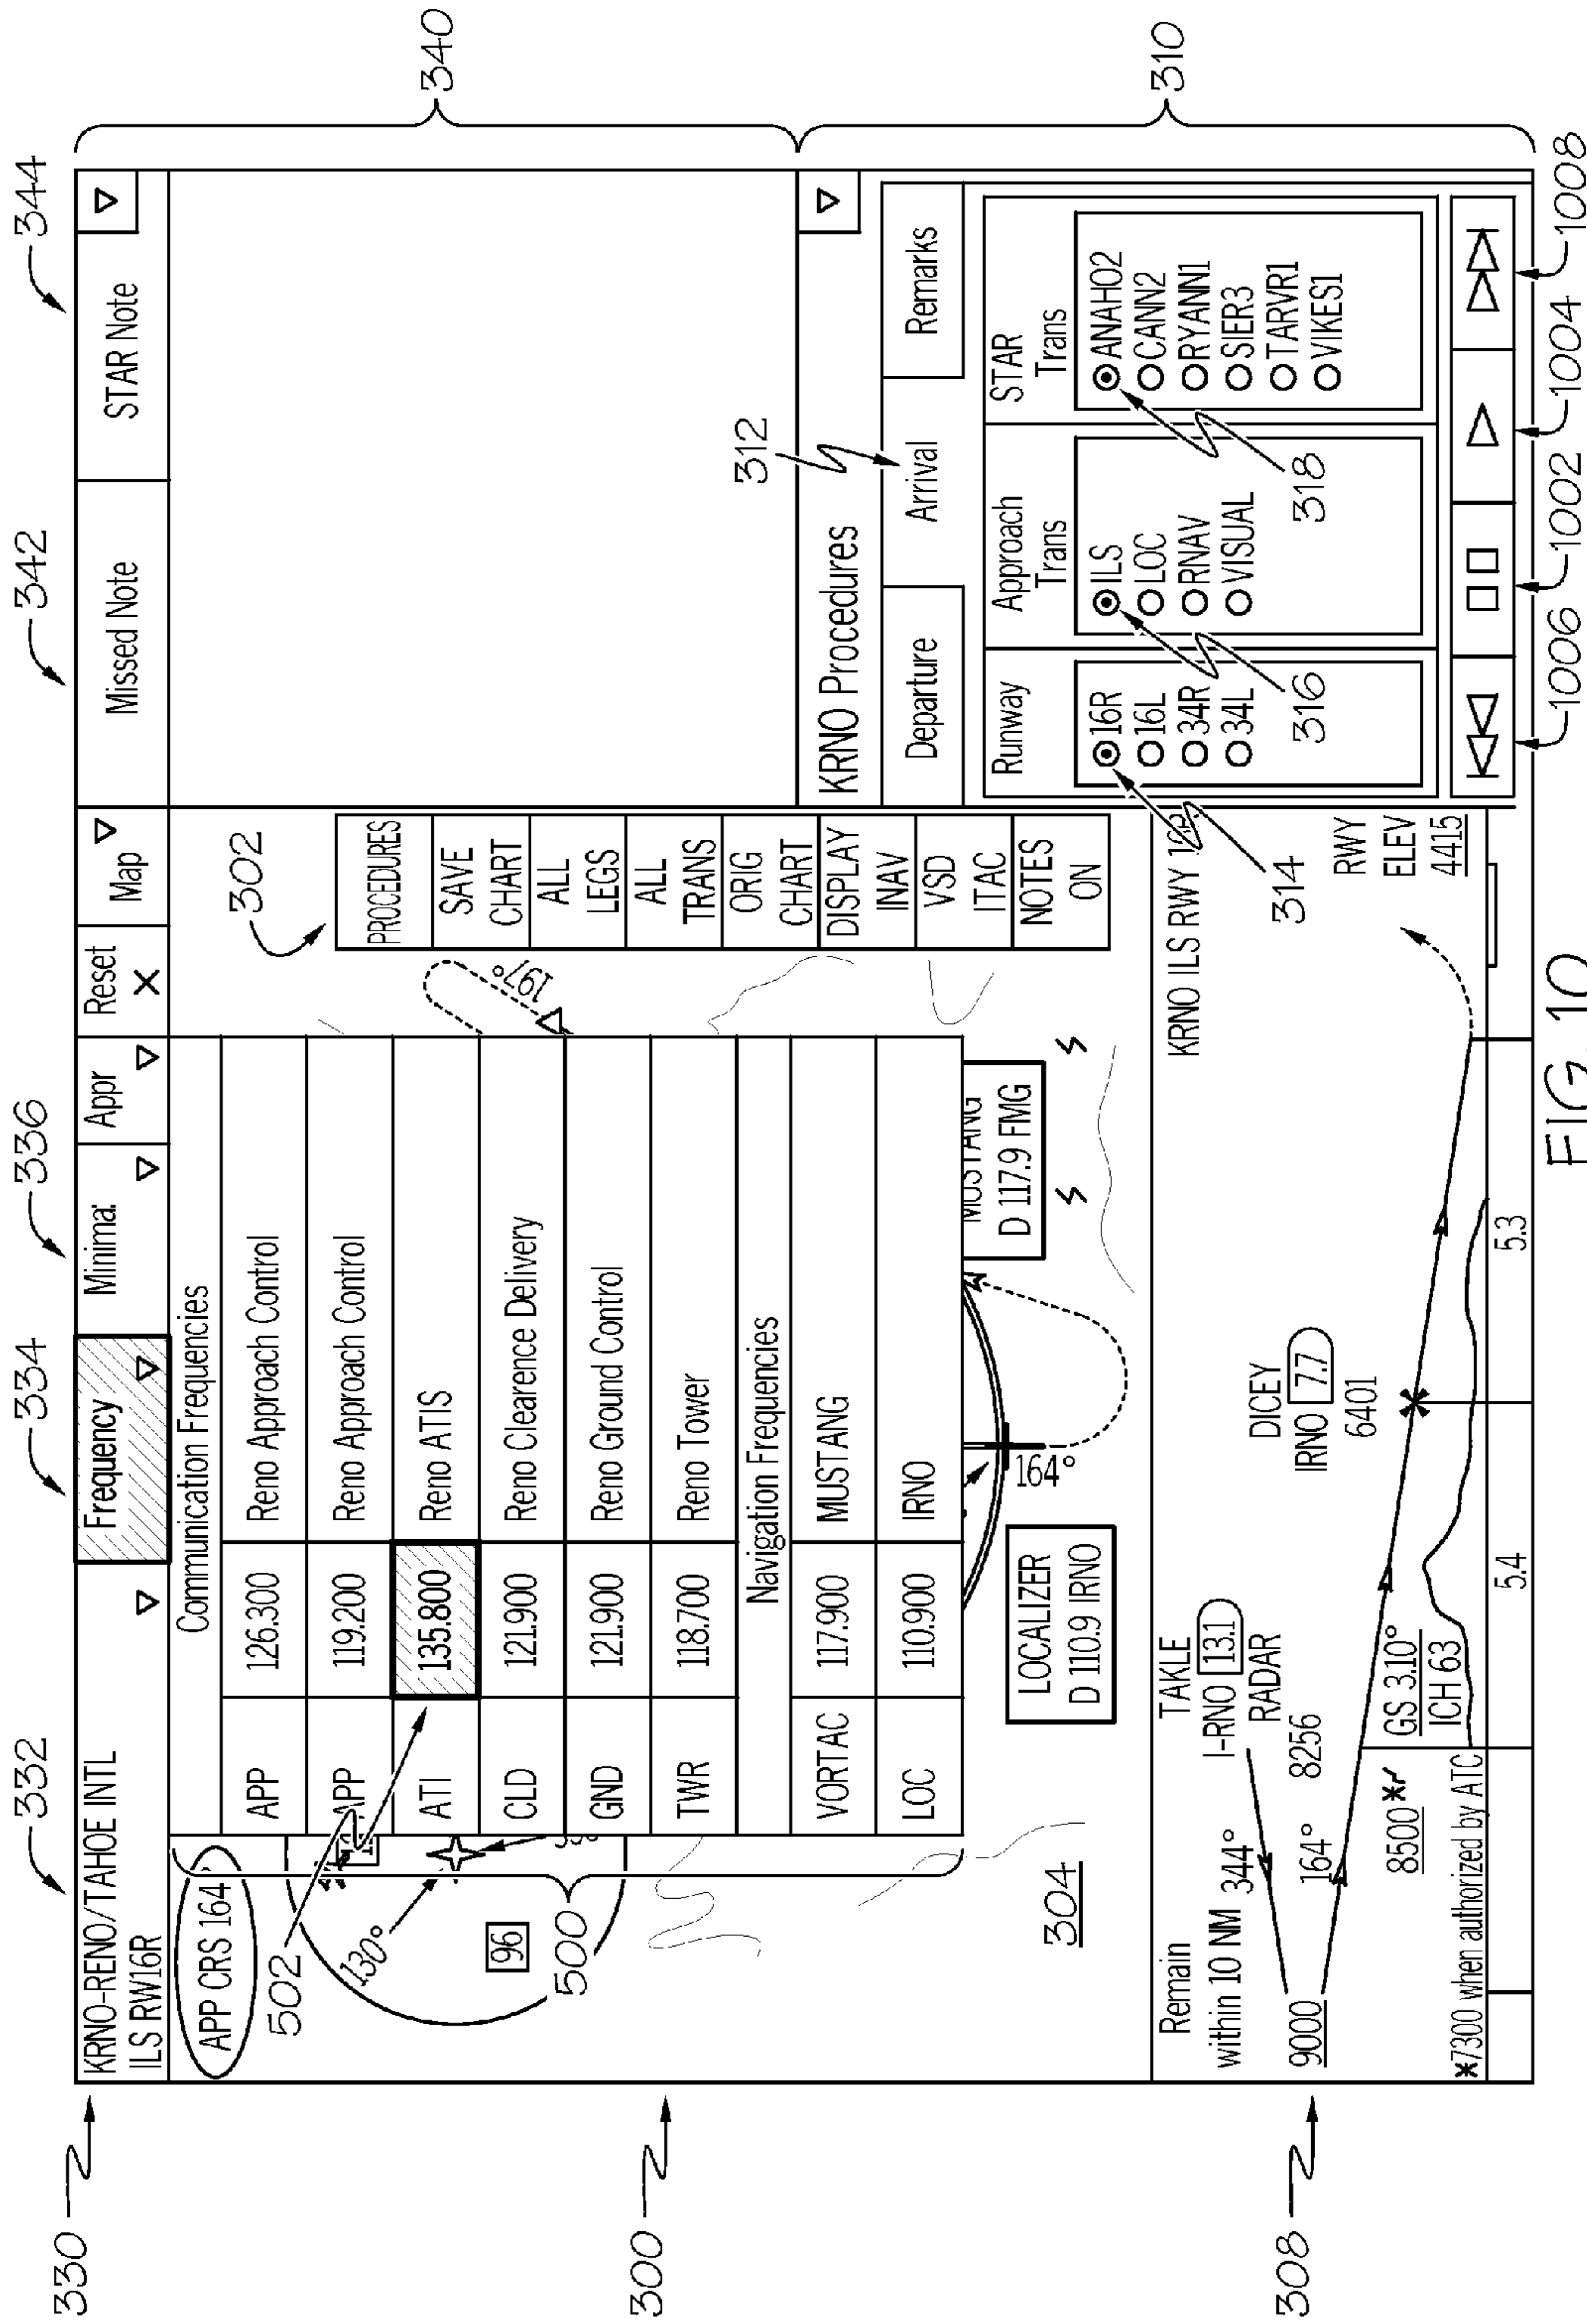 332
334
336
342
344
330
KRNO-RENO/TAHOE INTL
ILS RW16R
Frequency
Minima:
Appr
Reset
X
Map
Missed Note
STAR Note
340
APP CRS 164°
Communication Frequencies
APP 126.300 Reno Approach Control
APP 119.200 Reno Approach Control
ATI 135.800 Reno ATIS
CLD 121.900 Reno Clearence Delivery
GND 121.900 Reno Ground Control
TWR 118.700 Reno Tower
Navigation Frequencies
VORTAC 117.900 MUSTANG
LOC 110.900 IRNO
502
130°
96
500
300
304
197°
302
PROCEDURES
SAVE
CHART
ALL
LEGS
ALL
TRANS
ORIG
CHART
DISPLAY
INAV
VSD
ITAC
NOTES
ON
LOCALIZER
D 110.9 IRNO
164°
MUSTANG
D 117.9 FMG
312
KRNO Procedures
Departure
Arrival
Remarks
310
Runway
16R
16L
34R
34L
Approach
Trans
ILS
LOC
RNAV
VISUAL
STAR
Trans
ANAHO2
CANN2
RYANN1
SIER3
TARVR1
VIKES1
314
316
318
308
Remain
within 10 NM
9000
344°
164°
TAKLE
I-RNO 13.1
RADAR
8256
8500
GS 3.10°
ICH 63
*7300 when authorized by ATC
DICEY
IRNO 7.7
6401
KRNO ILS RWY 16R
RWY
ELEV
4415
5.4
5.3
1006
1002
1004
1008
FIG. 10